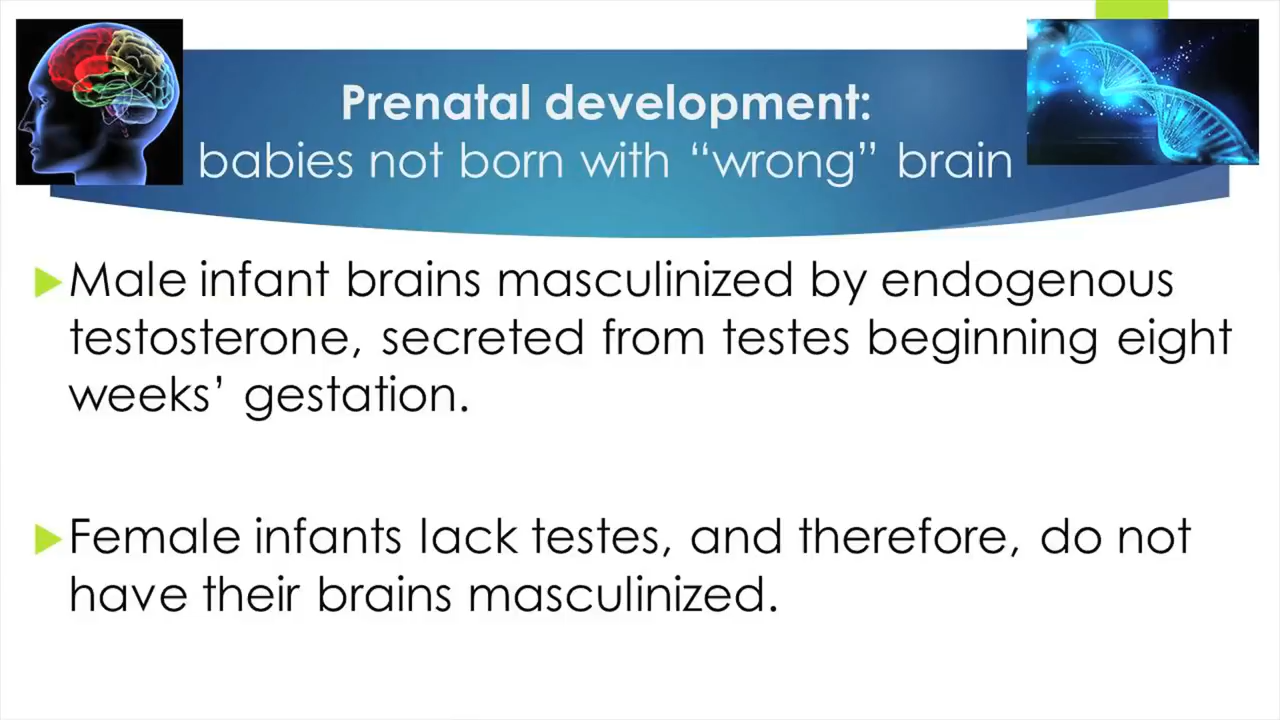 Prenatal development:
babies not born with “wrong” brain
Male infant brains masculinized by endogenous
testosterone, secreted from testes beginning eight
weeks’ gestation.
Female infants lack testes, and therefore, do not
have their brains masculinized.